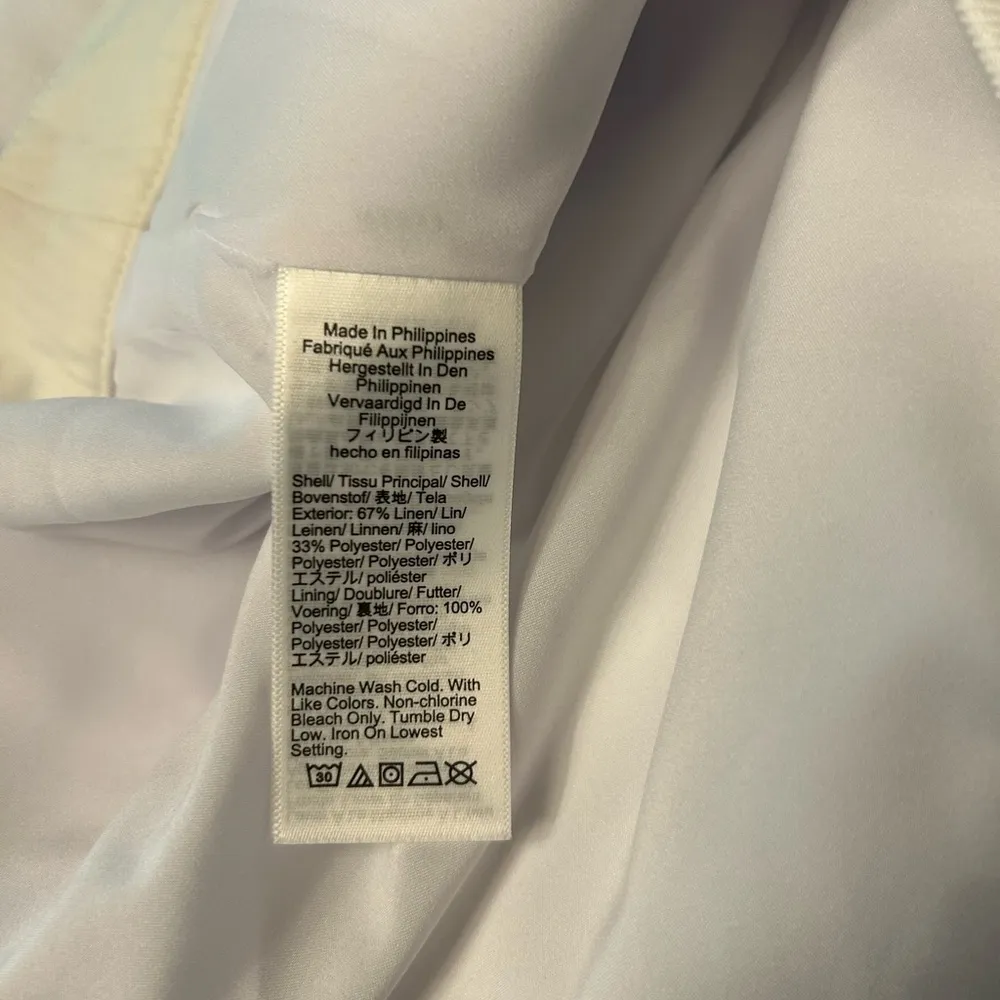 Made In Philippines
Fabriqué Aux Philippines
Hergestellt In Den
Philippinen
Vervaardigd In De
Filippijnen
フィリピン製
hecho en filipinas
Shell/ Tissu Principal/ Shell/
Bovenstof/ 表地/ Tela
Exterior: 67% Linen/ Lin/
Leinen/ Linnen/ 麻/ lino
33% Polyester/ Polyester/
Polyester/ Polyester/ ポリ
エステル/ poliéster
Lining/ Doublure/ Futter/
Voering/ 裏地/ Forro: 100%
Polyester/ Polyester/
Polyester/ Polyester/ ポリ
エステル/ poliéster
Machine Wash Cold. With
Like Colors. Non-chlorine
Bleach Only. Tumble Dry
Low. Iron On Lowest
Setting.
30